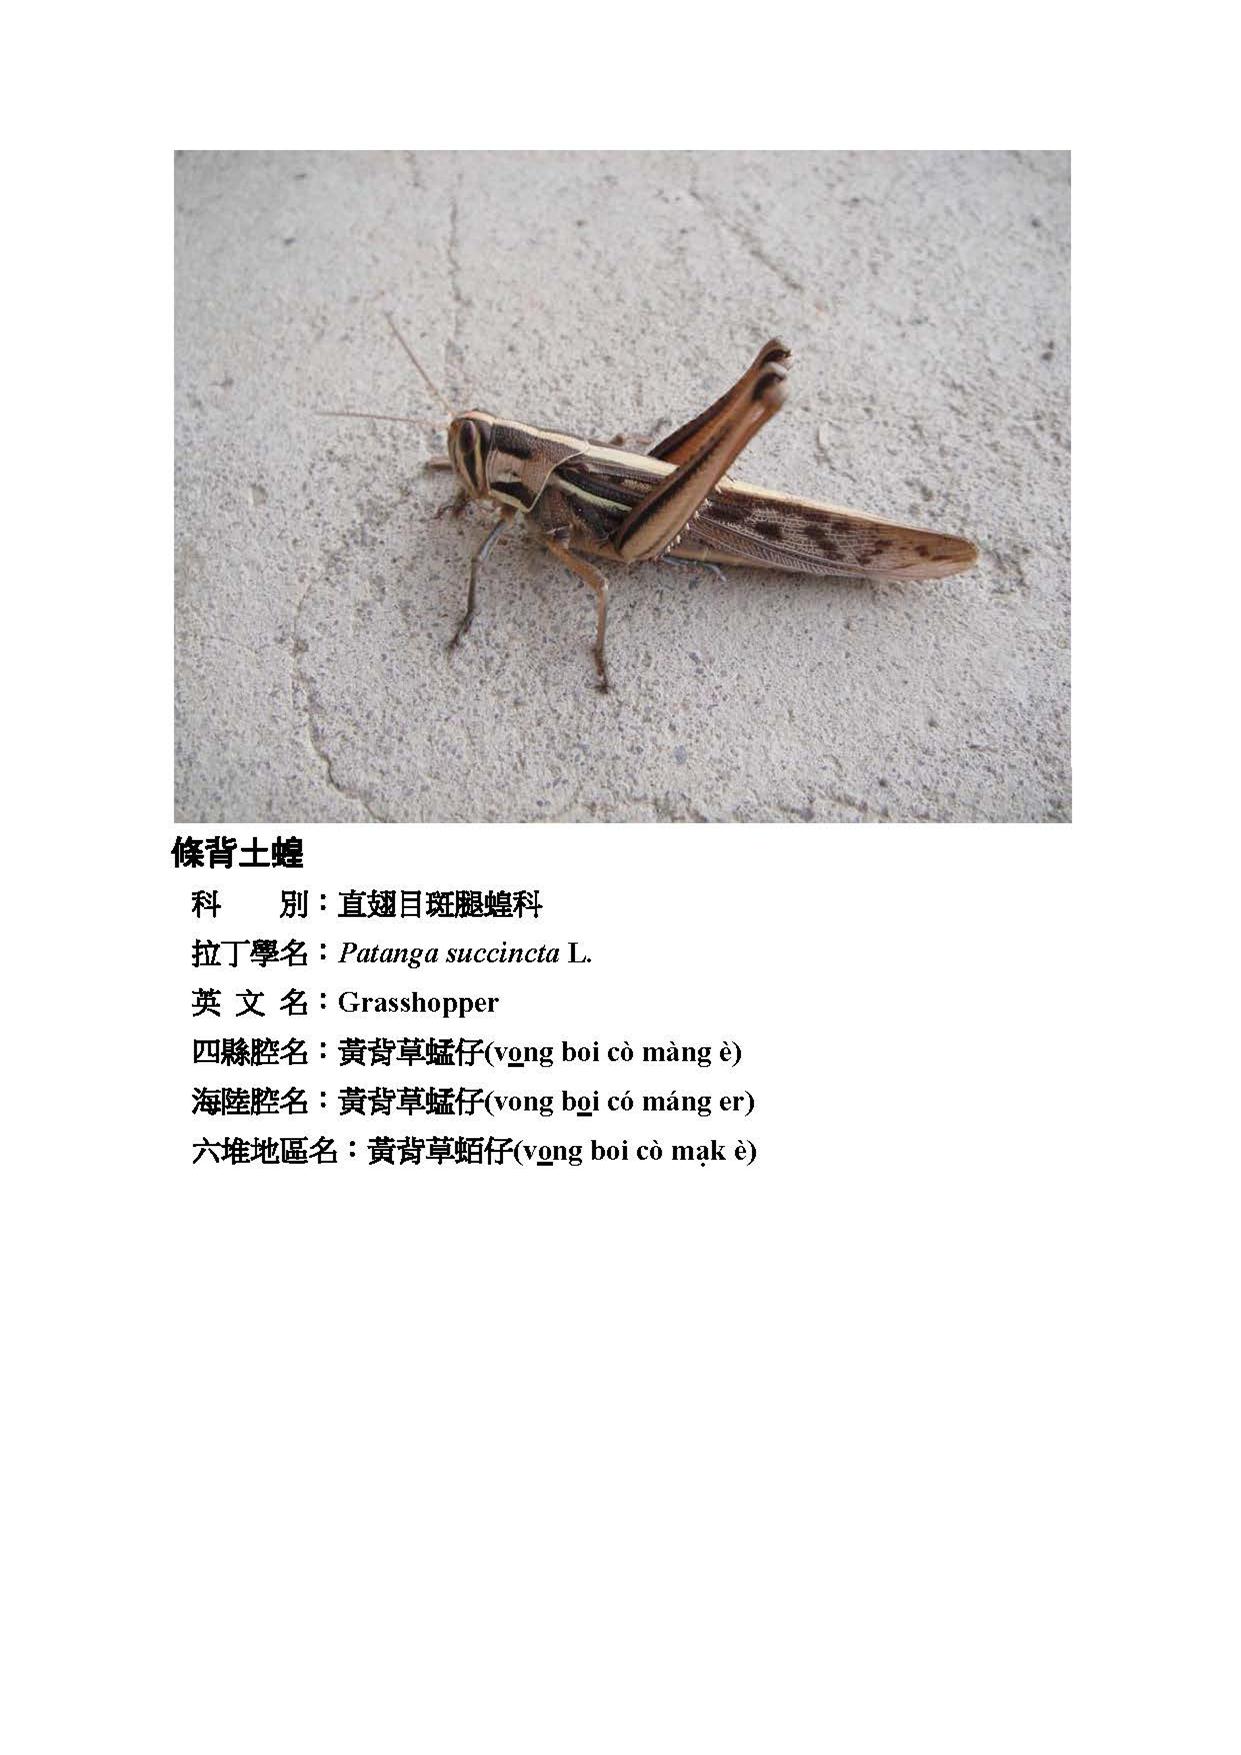 條背土蝗
科　　別：直翅目斑腿蝗科
拉丁學名：Patanga succincta L.
英 文 名：Grasshopper
四縣腔名：黃背草蜢仔(vo̲ng boi cò màng è)
海陸腔名：黃背草蜢仔(vong bo̲i có máng er)
六堆地區名：黃背草蛨仔(vo̲ng boi cò mạk è)